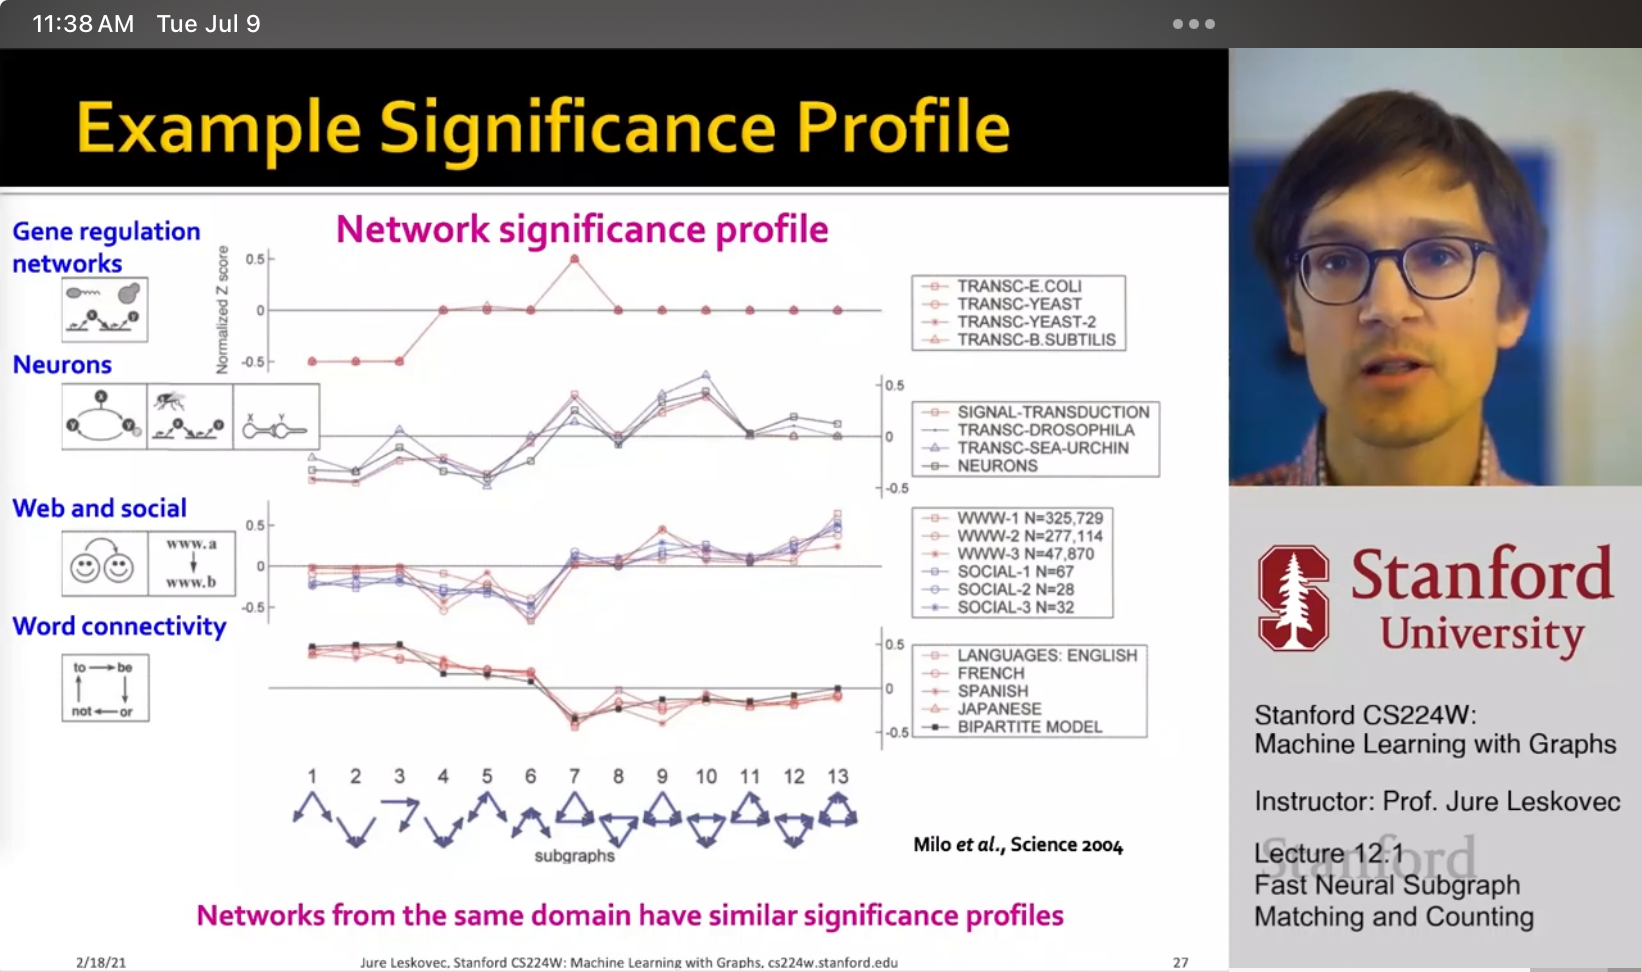 11:38 AM Tue Jul 9
Example Significance Profile
Network significance profile
Gene regulation
networks
Neurons
X
Y
X Y
Web and social
www.a
www.b
Word connectivity
to be
not or
Normalized Z score
0.5
0
-0.5
TRANSC-E.COLI
TRANSC-YEAST
TRANSC-YEAST-2
TRANSC-B.SUBTILIS
0.5
0
-0.5
SIGNAL-TRANSDUCTION
TRANSC-DROSOPHILA
TRANSC-SEA-URCHIN
NEURONS
0.5
0
-0.5
WWW-1 N=325,729
WWW-2 N=277,114
WWW-3 N=47,870
SOCIAL-1 N=67
SOCIAL-2 N=28
SOCIAL-3 N=32
0.5
0
-0.5
LANGUAGES: ENGLISH
FRENCH
SPANISH
JAPANESE
BIPARTITE MODEL
1 2 3 4 5 6 7 8 9 10 11 12 13
subgraphs
Milo et al., Science 2004
Networks from the same domain have similar significance profiles
2/18/21
Jure Leskovec, Stanford CS224W: Machine Learning with Graphs, cs224w.stanford.edu
27
Stanford
University
Stanford CS224W:
Machine Learning with Graphs
Instructor: Prof. Jure Leskovec
Stanford
Lecture 12.1
Fast Neural Subgraph
Matching and Counting